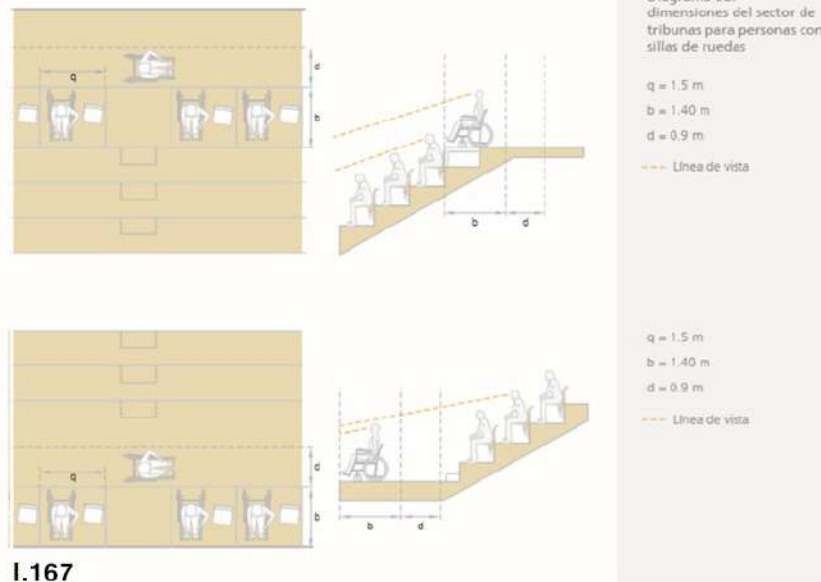 dimensiones del sector de
tribunas para personas con
sillas de ruedas
q = 1.5 m
b = 1.40 m
d = 0.9 m
Línea de vista
q
d
b
b
d
q = 1.5 m
b = 1.40 m
d = 0.9 m
Línea de vista
q
d
b
b
d
I.167